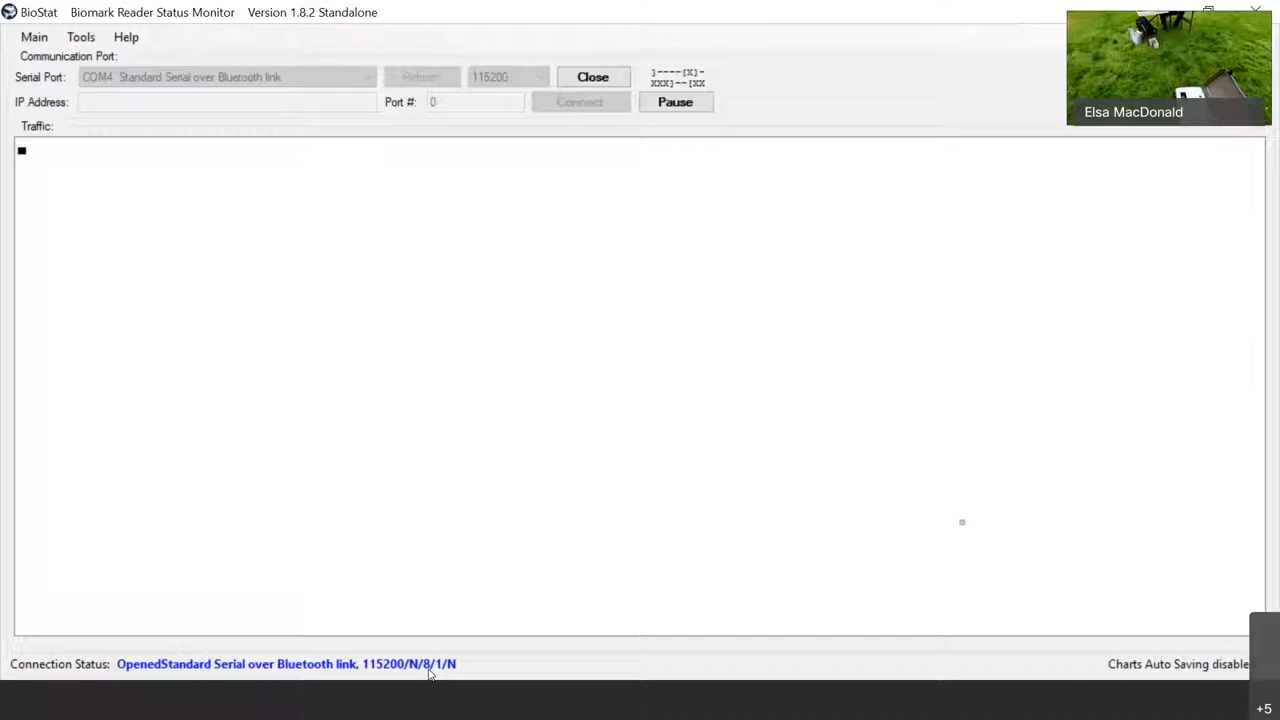 BioStat Biomark Reader Status Monitor Version 1.8.2 Standalone
Main Tools Help
Communication Port:
Serial Port: COM4 Standard Serial over Bluetooth link Refresh 115200 Close ]----[X]-
XXX]--[XX
IP Address: Port #: 0 Connect Pause
Elsa MacDonald
Traffic:
Connection Status: OpenedStandard Serial over Bluetooth link, 115200/N/8/1/N Charts Auto Saving disable
+5